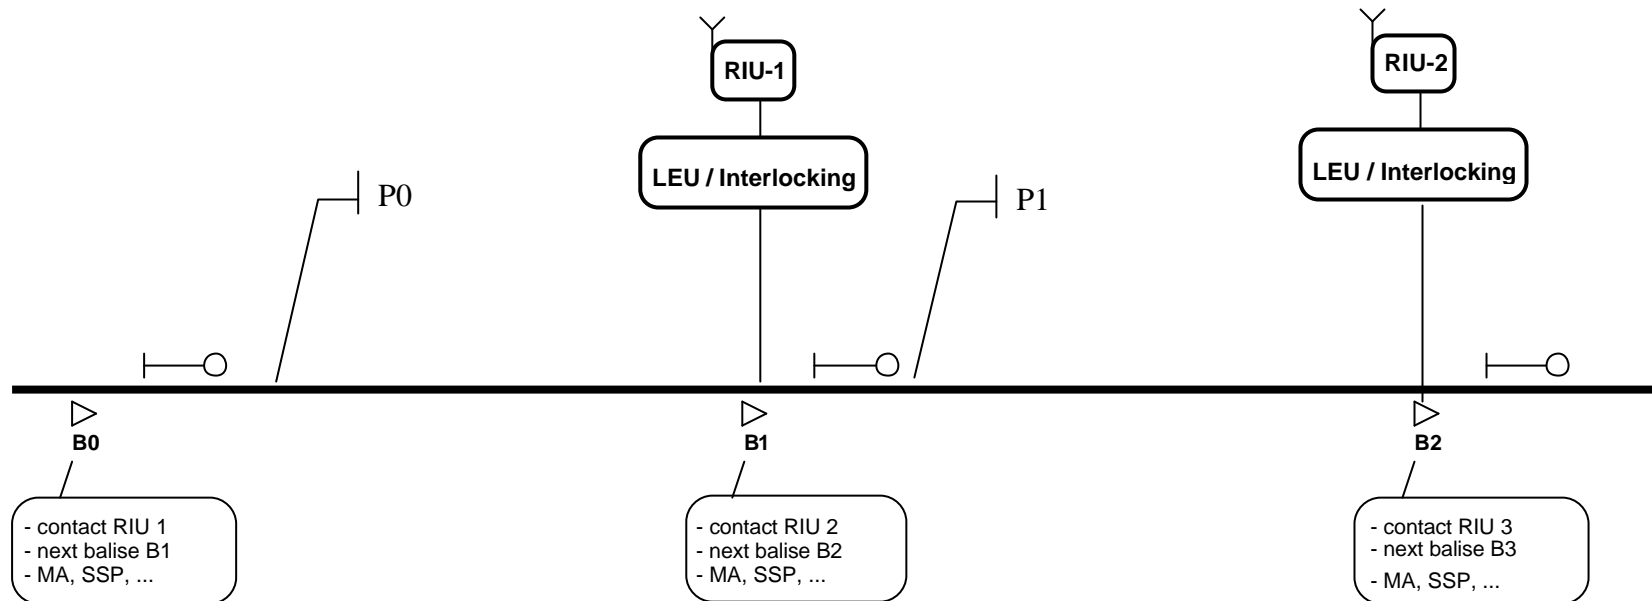 RIU-1
RIU-2
LEU / Interlocking
LEU / Interlocking
P0
P1
B0
B1
B2
- contact RIU 1
- next balise B1
- MA, SSP, ...
- contact RIU 2
- next balise B2
- MA, SSP, ...
- contact RIU 3
- next balise B3
- MA, SSP, ...